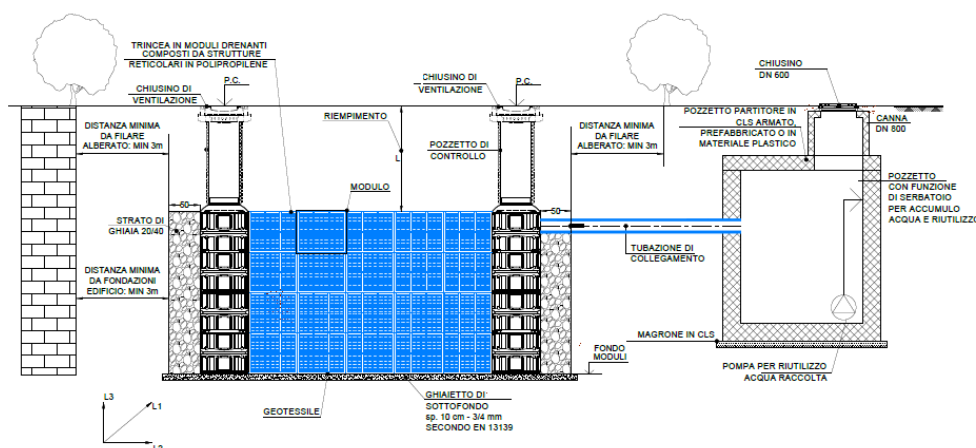 TRINCEA IN MODULI DRENANTI
COMPOSTI DA STRUTTURE
RETICOLARI IN POLIPROPILENE
P.C.
CHIUSINO DI
VENTILAZIONE
CHIUSINO DI
VENTILAZIONE
P.C.
CHIUSINO
DN 600
DISTANZA MINIMA
DA FILARE
ALBERATO: MIN 3m
RIEMPIMENTO
L
POZZETTO DI
CONTROLLO
DISTANZA MINIMA
DA FILARE
ALBERATO: MIN 3m
POZZETTO PARTITORE IN
CLS ARMATO,
PREFABBRICATO O IN
MATERIALE PLASTICO
CANNA
DN 800
MODULO
50
50
POZZETTO
CON FUNZIONE
DI SERBATOIO
PER ACCUMULO
ACQUA E RIUTILIZZO
STRATO DI
GHIAIA 20/40
TUBAZIONE DI
COLLEGAMENTO
DISTANZA MINIMA
DA FONDAZIONI
EDIFICIO: MIN 3m
MAGRONE IN CLS
FONDO
MODULI
POMPA PER RIUTILIZZO
ACQUA RACCOLTA
GEOTESSILE
GHIAIETTO DI
SOTTOFONDO
sp. 10 cm - 3/4 mm
SECONDO EN 13139
L3
L1
L2